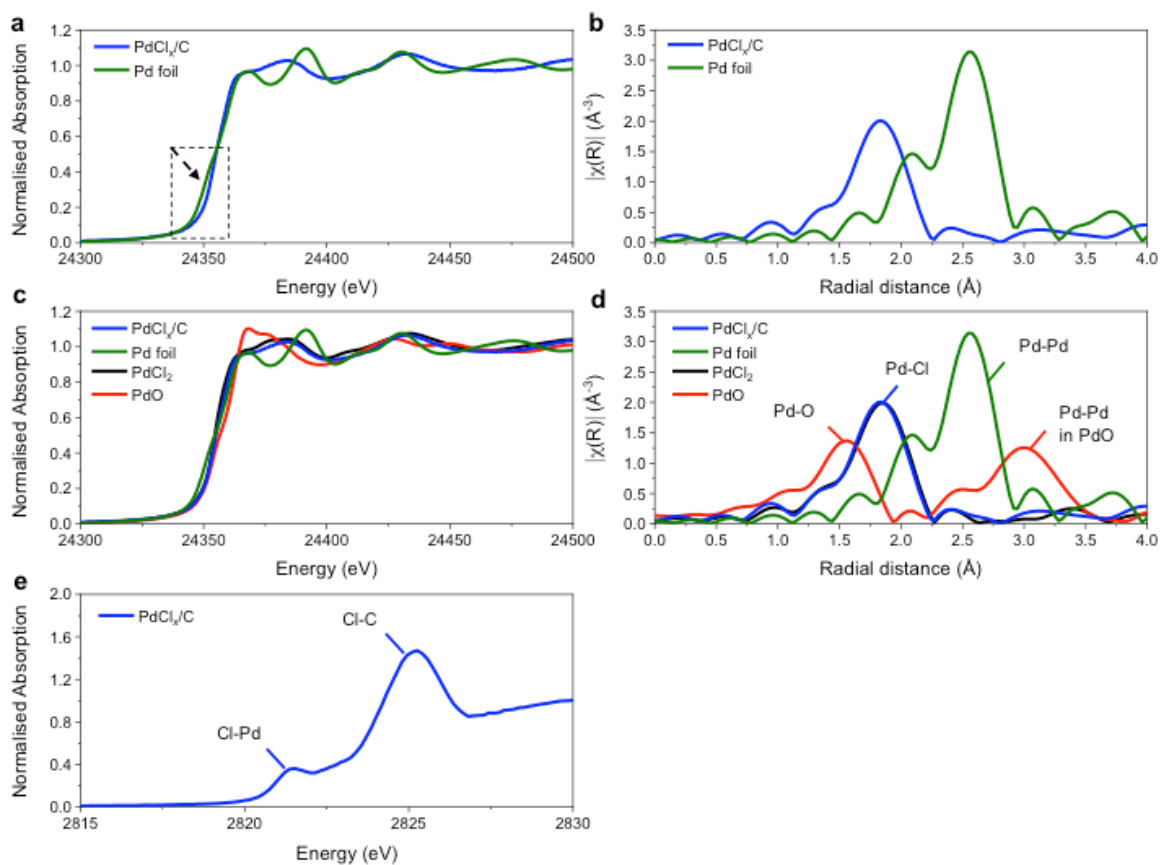 a
PdClₓ/C
Pd foil
Normalised Absorption
1.2
1.0
0.8
0.6
0.4
0.2
0.0
24300 24350 24400 24450 24500
Energy (eV)
b
PdClₓ/C
Pd foil
|χ(R)| (Å⁻³)
3.5
3.0
2.5
2.0
1.5
1.0
0.5
0.0
0.0 0.5 1.0 1.5 2.0 2.5 3.0 3.5 4.0
Radial distance (Å)
c
PdClₓ/C
Pd foil
PdCl₂
PdO
Normalised Absorption
1.2
1.0
0.8
0.6
0.4
0.2
0.0
24300 24350 24400 24450 24500
Energy (eV)
d
PdClₓ/C
Pd foil
PdCl₂
PdO
Pd-O
Pd-Cl
Pd-Pd
Pd-Pd
in PdO
|χ(R)| (Å⁻³)
3.5
3.0
2.5
2.0
1.5
1.0
0.5
0.0
0.0 0.5 1.0 1.5 2.0 2.5 3.0 3.5 4.0
Radial distance (Å)
e
PdClₓ/C
Cl-C
Cl-Pd
Normalised Absorption
2.0
1.6
1.2
0.8
0.4
0.0
2815 2820 2825 2830
Energy (eV)